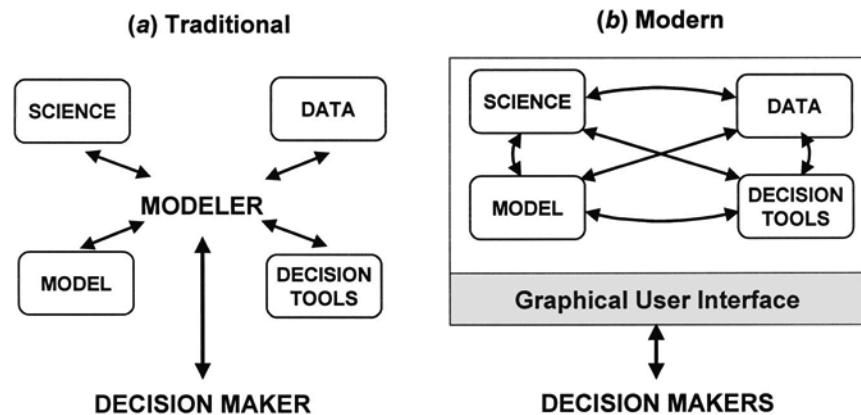 (a) Traditional
SCIENCE
DATA
MODELER
MODEL
DECISION
TOOLS
DECISION MAKER
(b) Modern
SCIENCE
DATA
MODEL
DECISION
TOOLS
Graphical User Interface
DECISION MAKERS